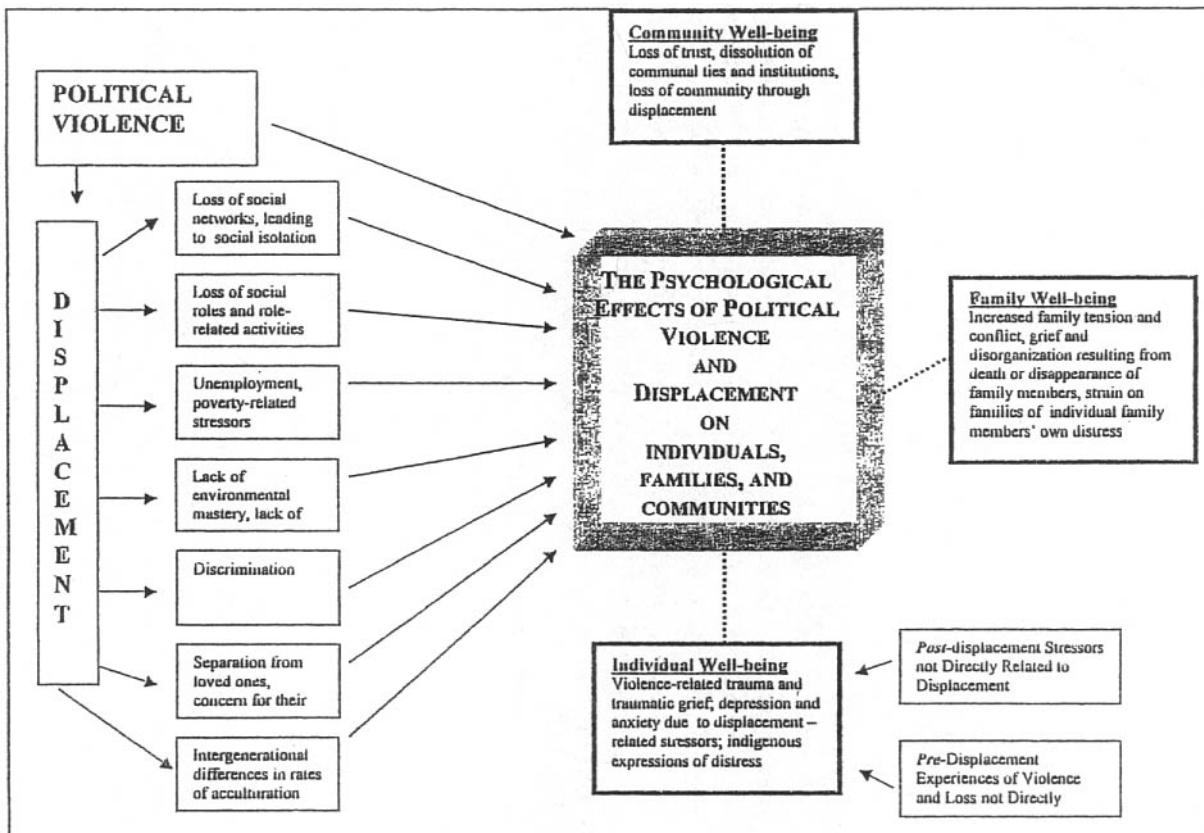 POLITICAL
VIOLENCE
DISPLACEMENT
Loss of social
networks, leading
to social isolation
Loss of social
roles and role-
related activities
Unemployment,
poverty-related
stressors
Lack of
environmental
mastery, lack of
Discrimination
Separation from
loved ones,
concern for their
Intergenerational
differences in rates
of acculturation
THE PSYCHOLOGICAL
EFFECTS OF POLITICAL
VIOLENCE
AND
DISPLACEMENT
ON
INDIVIDUALS,
FAMILIES, AND
COMMUNITIES
Community Well-being
Loss of trust, dissolution of
communal ties and institutions,
loss of community through
displacement
Family Well-being
Increased family tension and
conflict, grief and
disorganization resulting from
death or disappearance of
family members, strain on
families of individual family
members' own distress
Individual Well-being
Violence-related trauma and
traumatic grief; depression and
anxiety due to displacement –
related stressors; indigenous
expressions of distress
Post-displacement Stressors
not Directly Related to
Displacement
Pre-Displacement
Experiences of Violence
and Loss not Directly